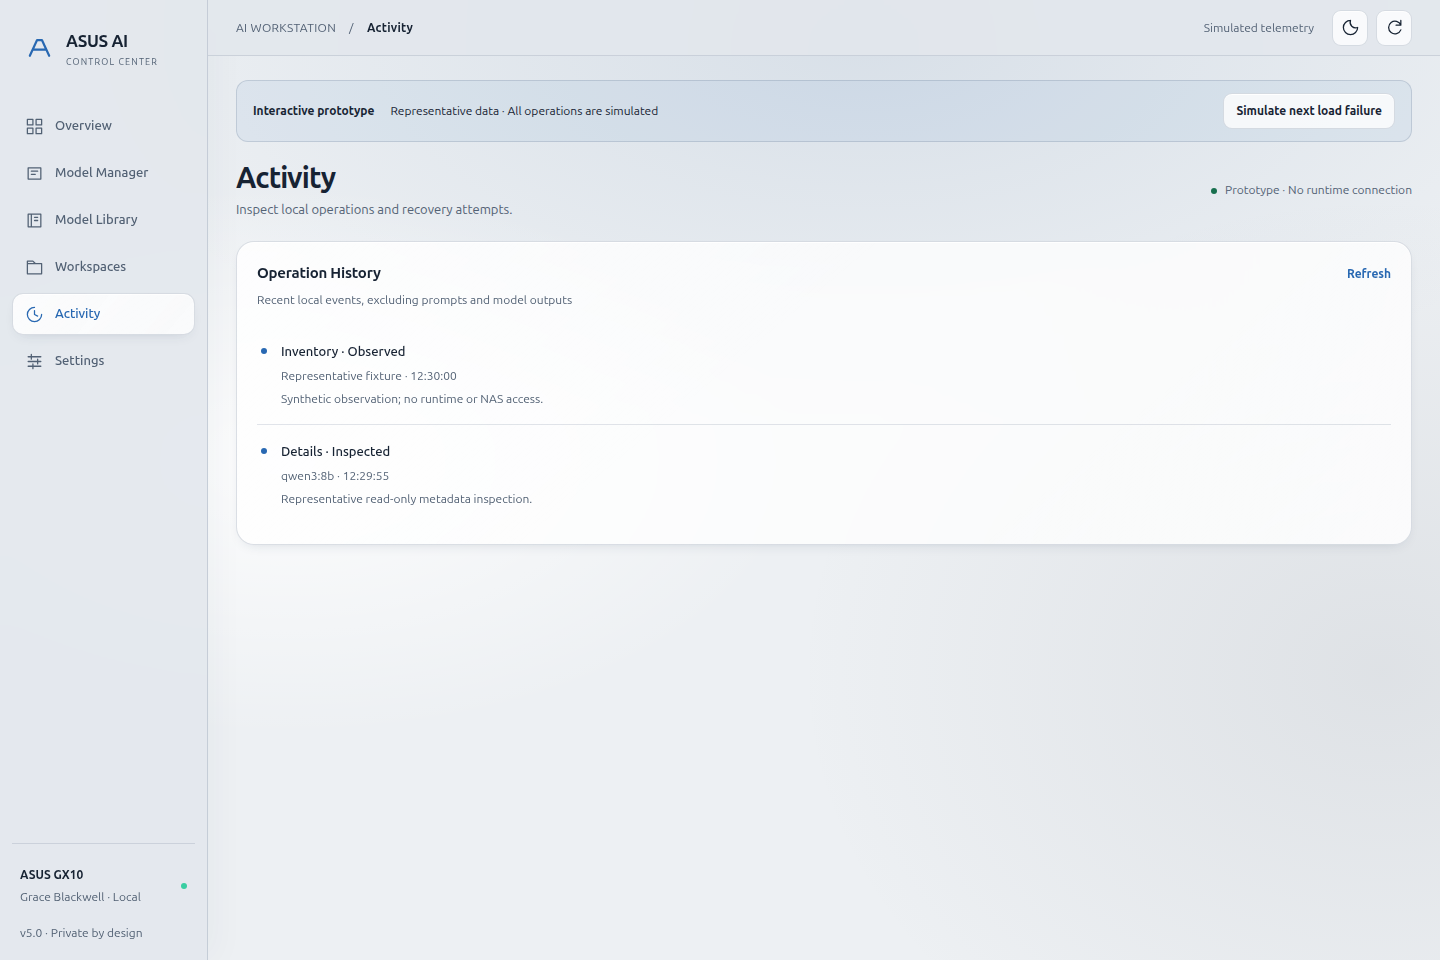 ASUS AI
CONTROL CENTER
Overview
Model Manager
Model Library
Workspaces
Activity
Settings
ASUS GX10
Grace Blackwell · Local
v5.0 · Private by design
AI WORKSTATION / Activity
Simulated telemetry
Interactive prototype Representative data · All operations are simulated
Simulate next load failure
Activity
Inspect local operations and recovery attempts.
Prototype · No runtime connection
Operation History
Refresh
Recent local events, excluding prompts and model outputs
Inventory · Observed
Representative fixture · 12:30:00
Synthetic observation; no runtime or NAS access.
Details · Inspected
qwen3:8b · 12:29:55
Representative read-only metadata inspection.